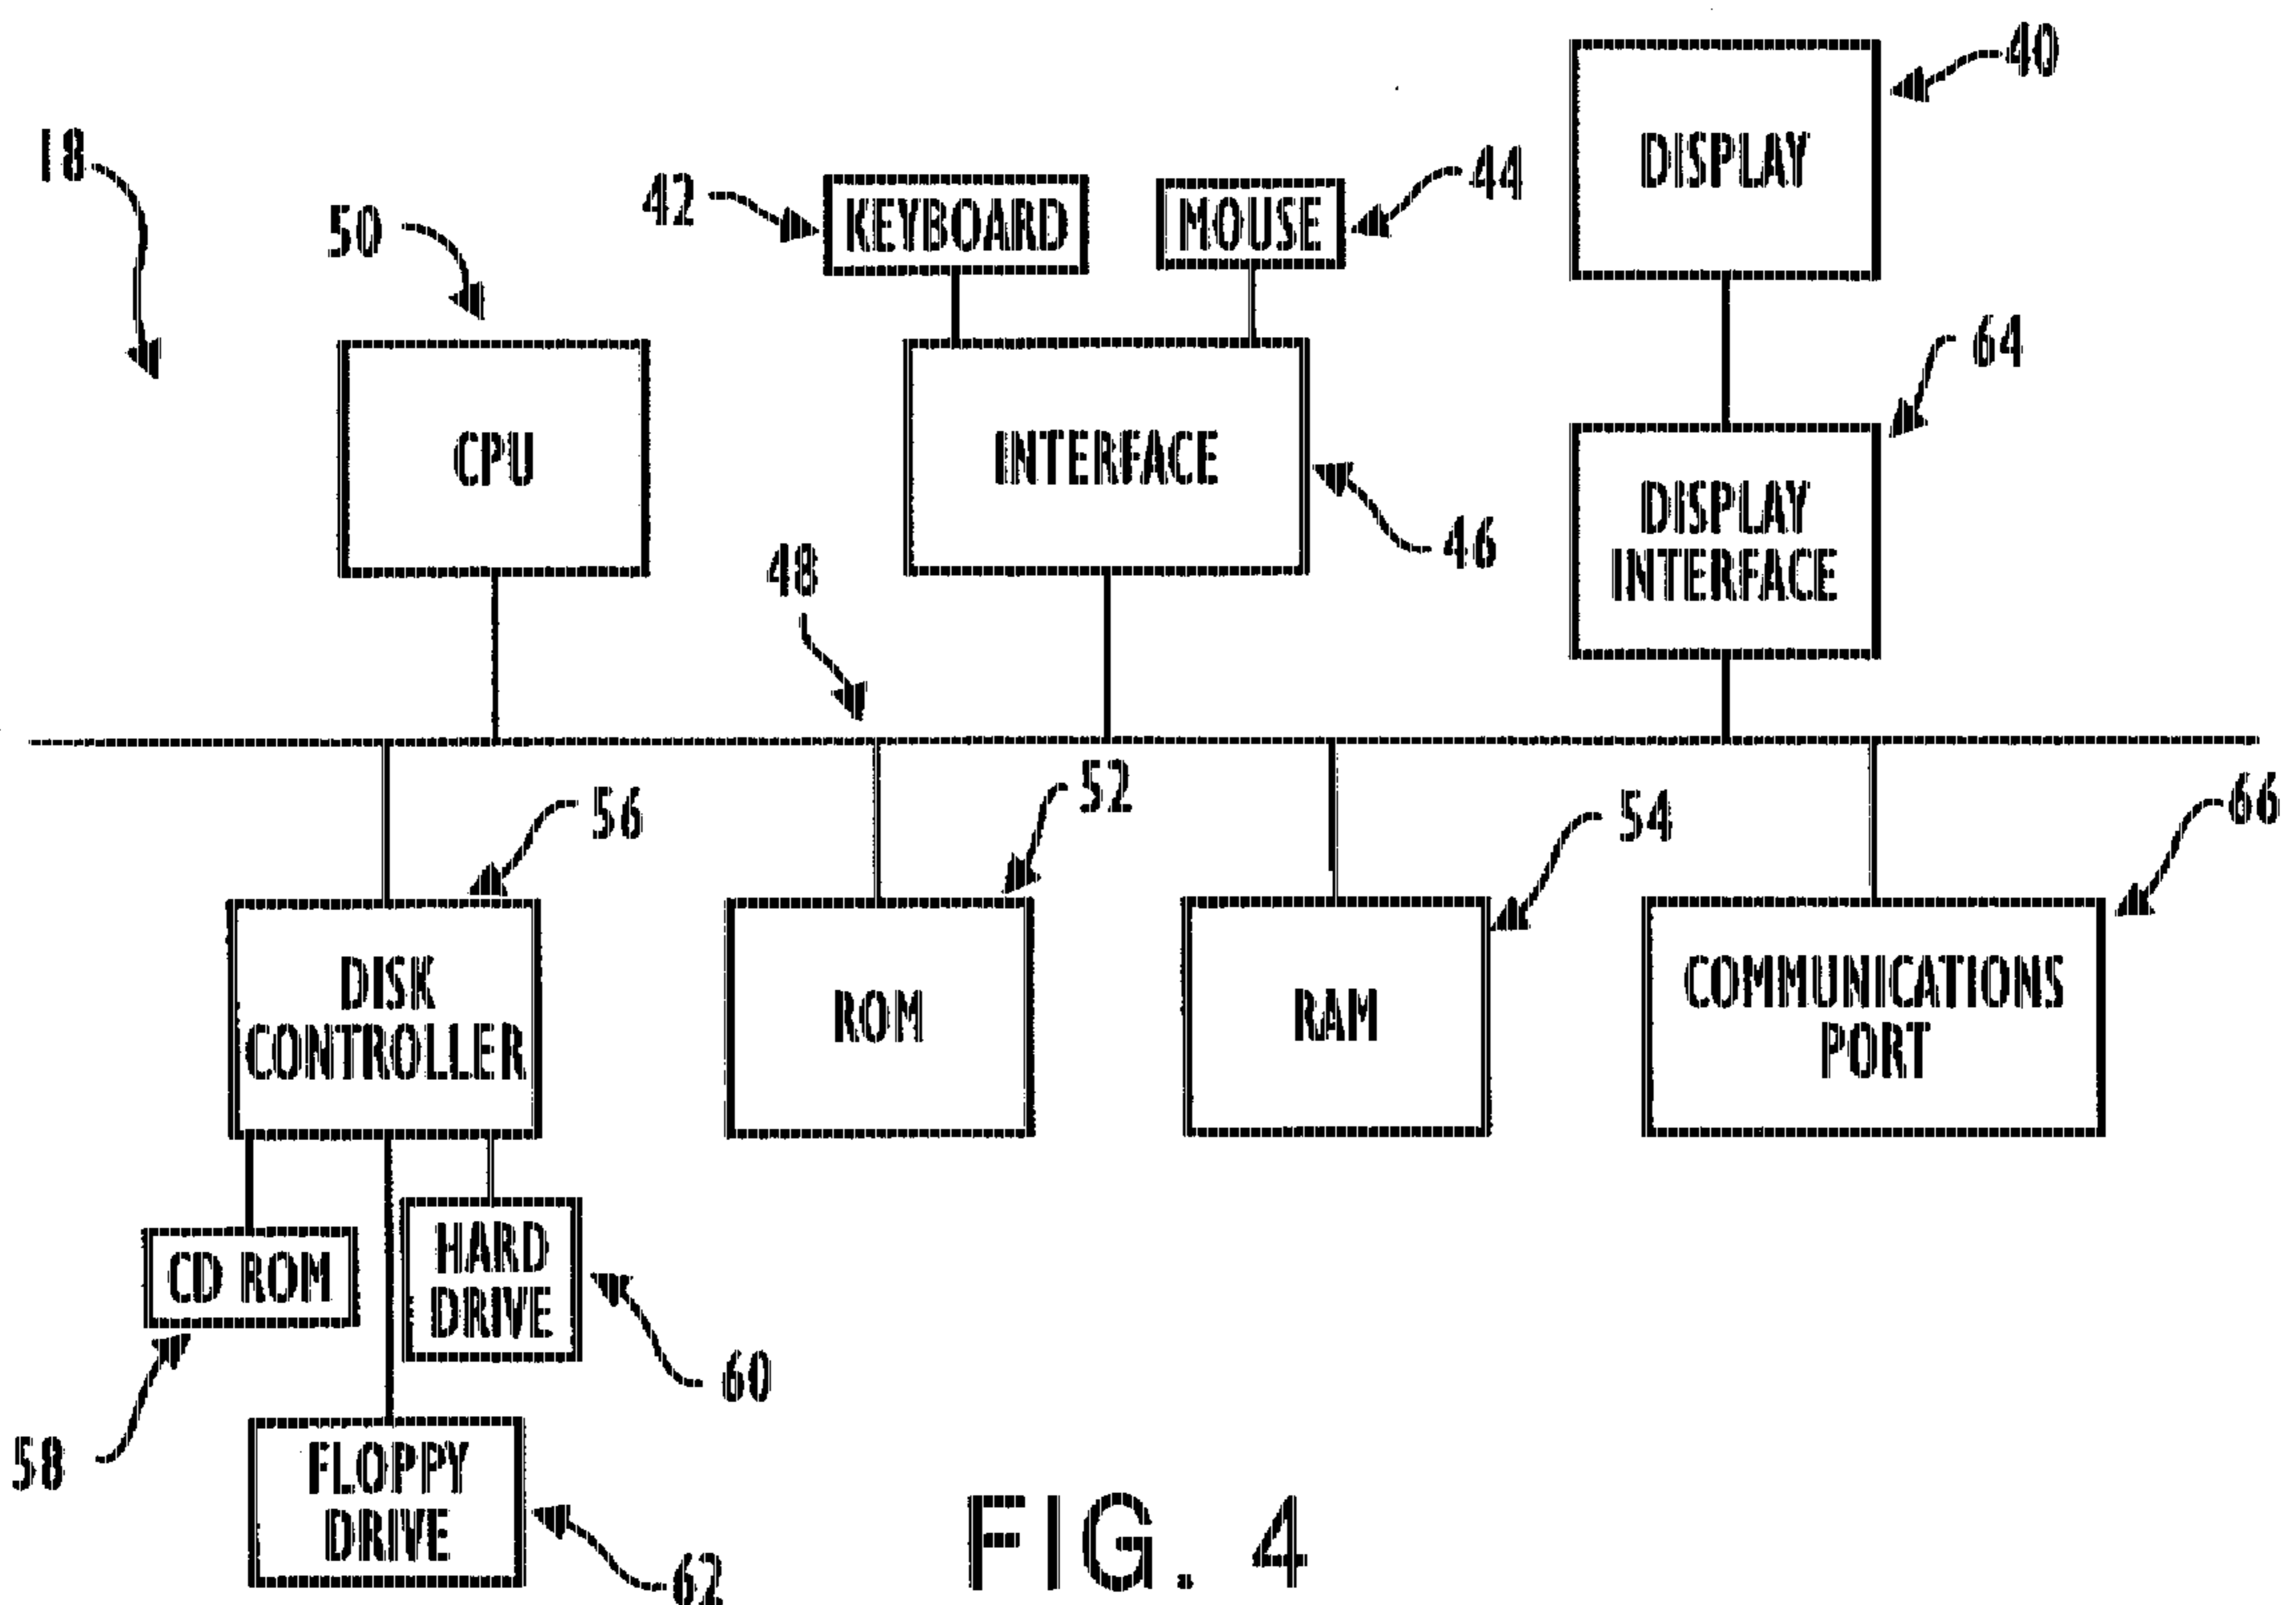 40
18
DISPLAY
42
KEYBOARD
MOUSE
44
50
64
CPU
INTERFACE
DISPLAY
INTERFACE
46
48
52
56
54
66
DISK
CONTROLLER
ROM
RAM
COMMUNICATIONS
PORT
CD ROM
HARD
DRIVE
60
58
FLOPPY
DRIVE
62
FIG. 4